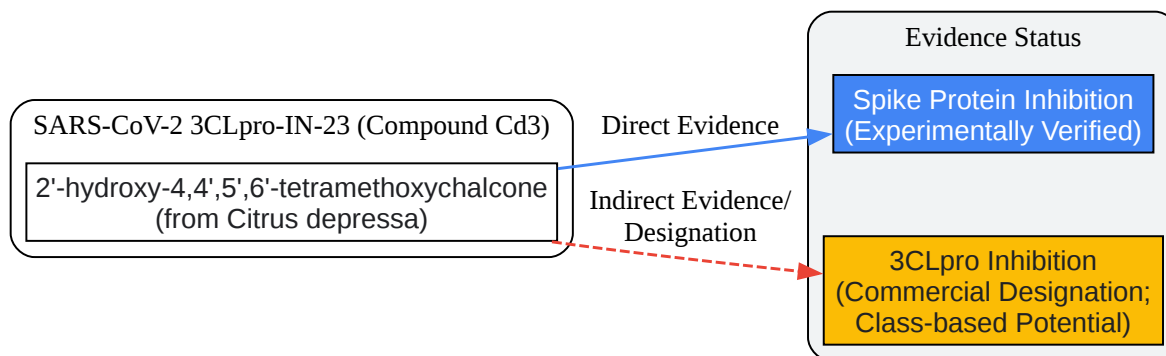 Evidence Status
SARS-CoV-2 3CLpro-IN-23 (Compound Cd3)
2'-hydroxy-4,4',5',6'-tetramethoxychalcone
(from Citrus depressa)
Direct Evidence
Indirect Evidence/
Designation
Spike Protein Inhibition
(Experimentally Verified)
3CLpro Inhibition
(Commercial Designation;
Class-based Potential)